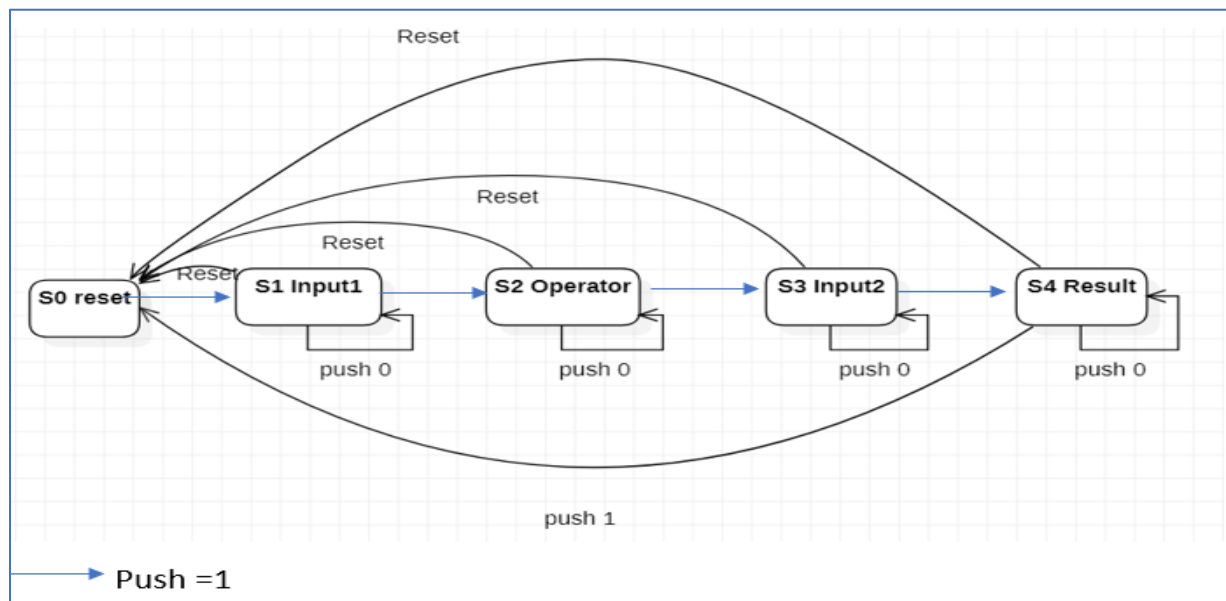 Reset
Reset
Reset
Reset
S0 reset
S1 Input1
S2 Operator
S3 Input2
S4 Result
push 0
push 0
push 0
push 0
push 1
Push =1